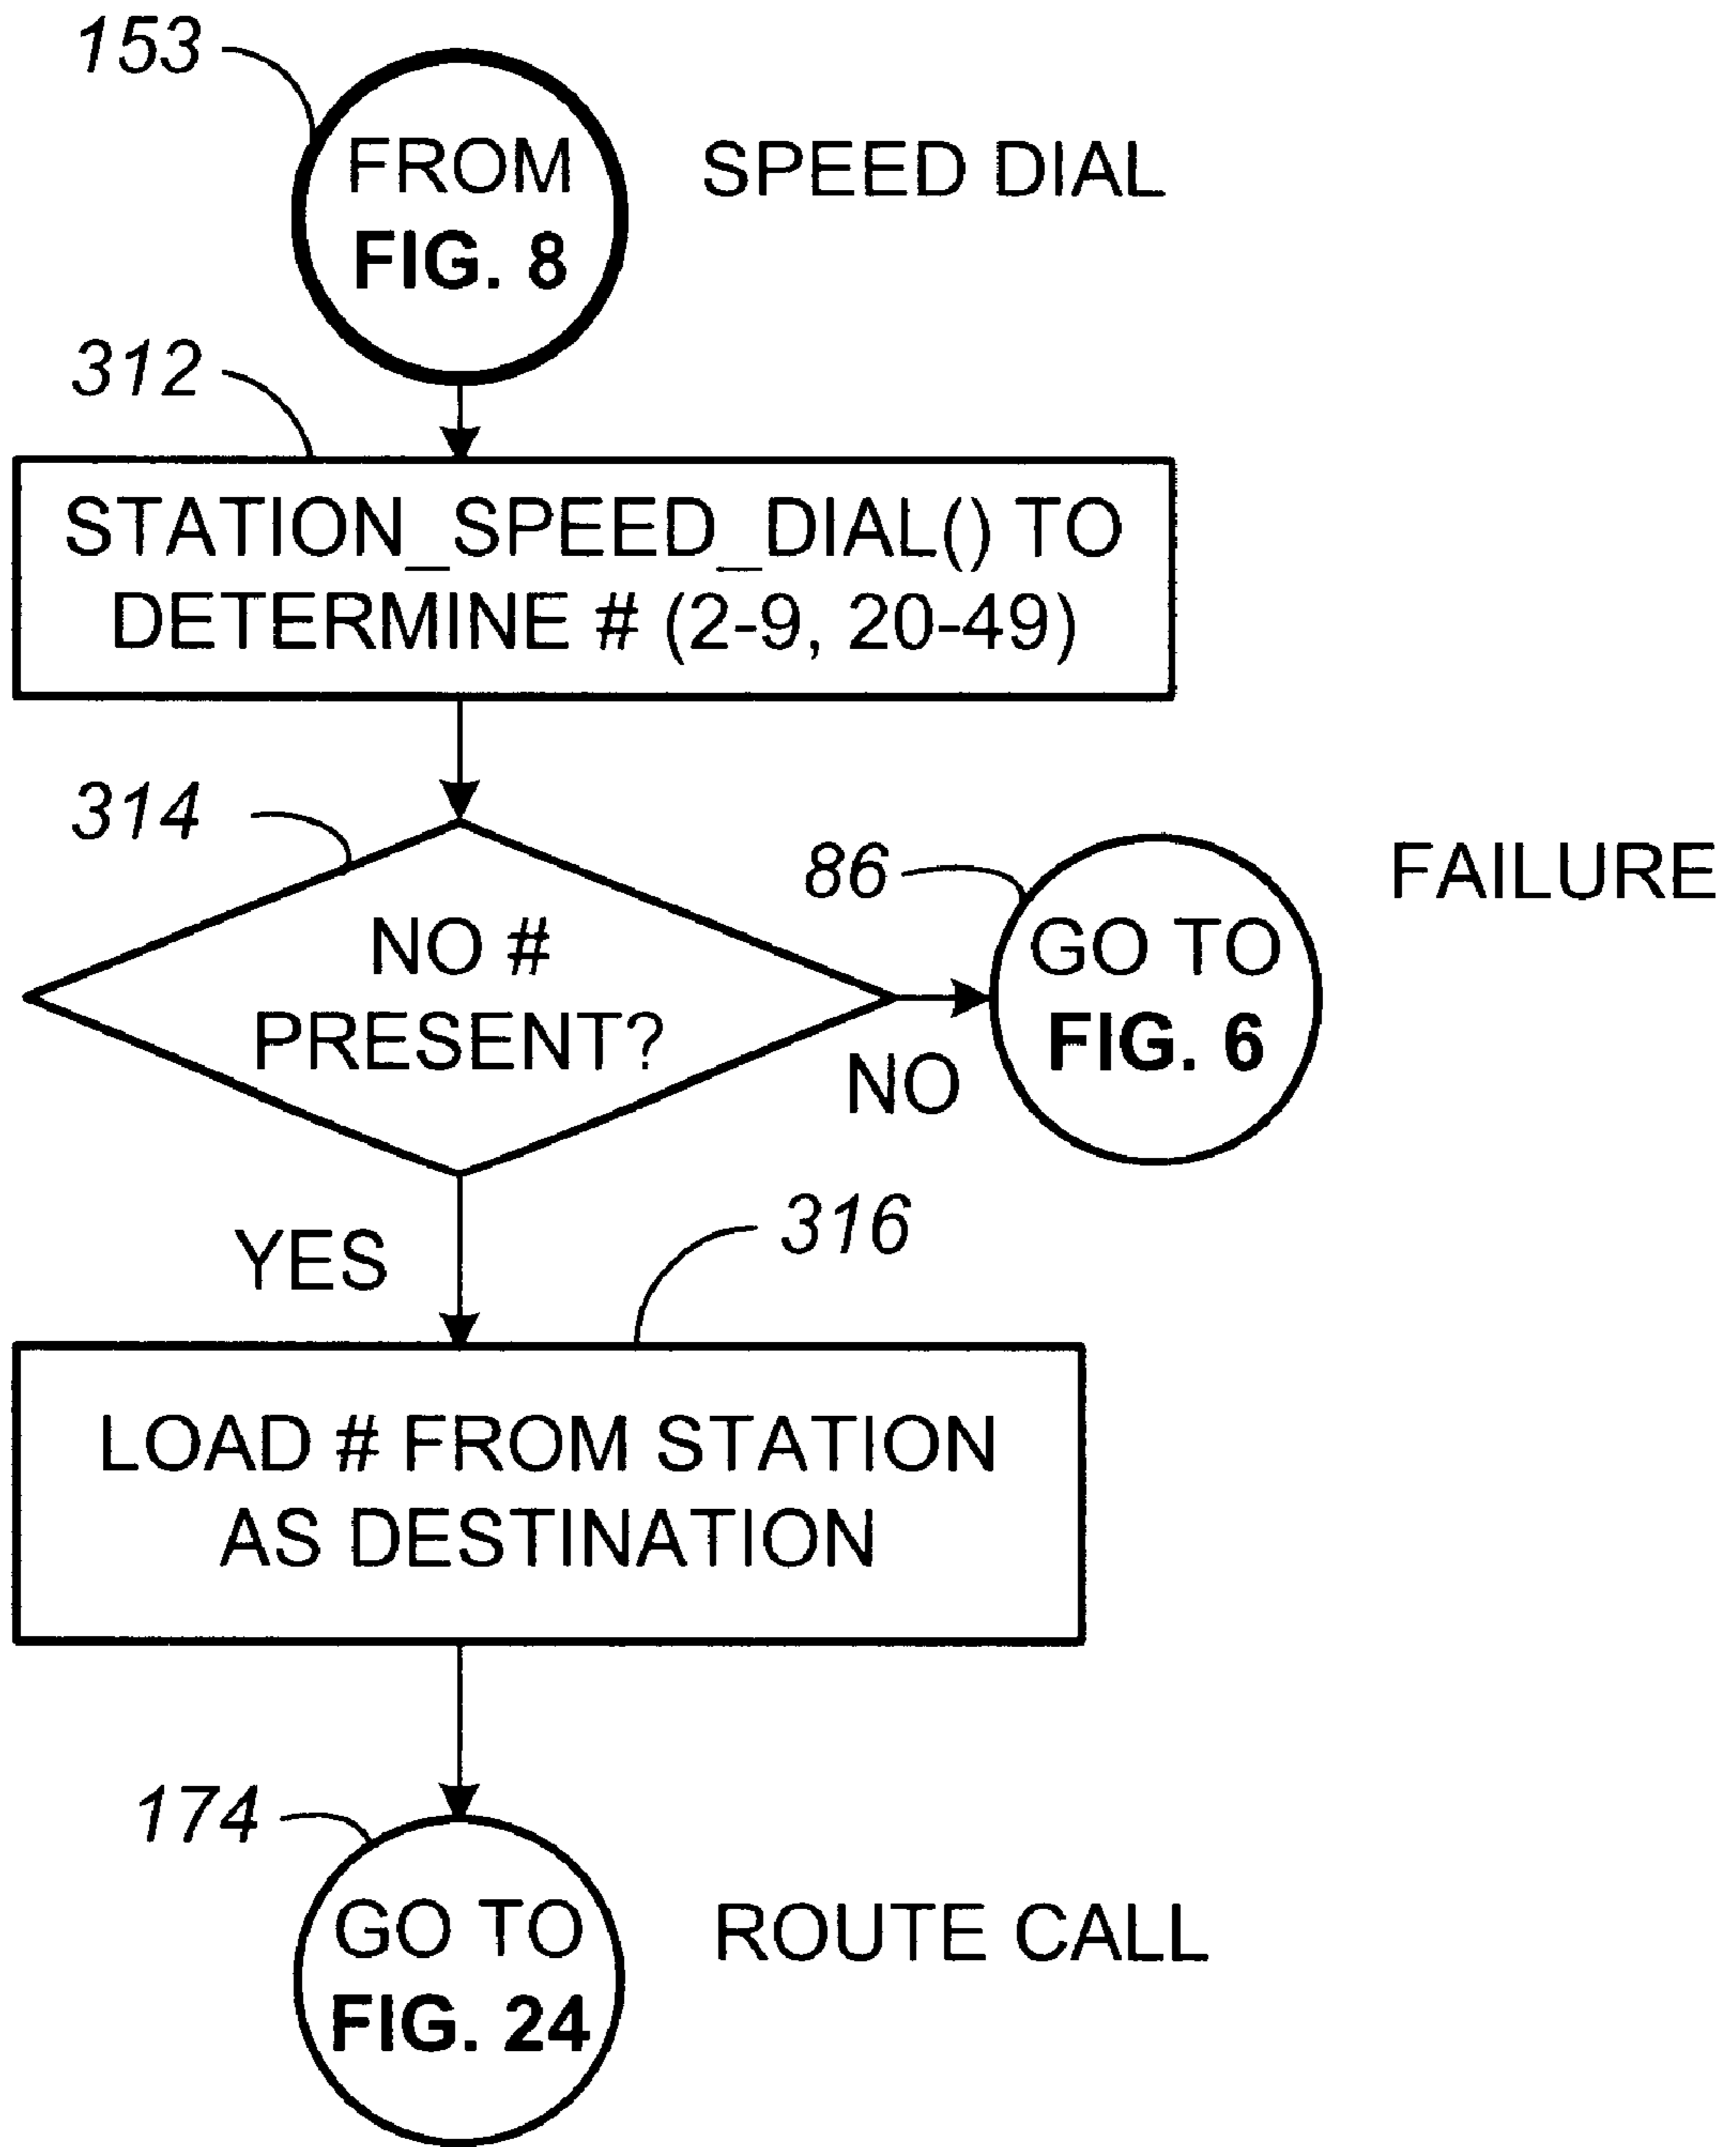 153
FROM
FIG. 8
SPEED DIAL
312
STATION_SPEED_DIAL() TO
DETERMINE # (2-9, 20-49)
314
NO #
PRESENT?
86
GO TO
FIG. 6
FAILURE
NO
YES
316
LOAD # FROM STATION
AS DESTINATION
174
GO TO
FIG. 24
ROUTE CALL